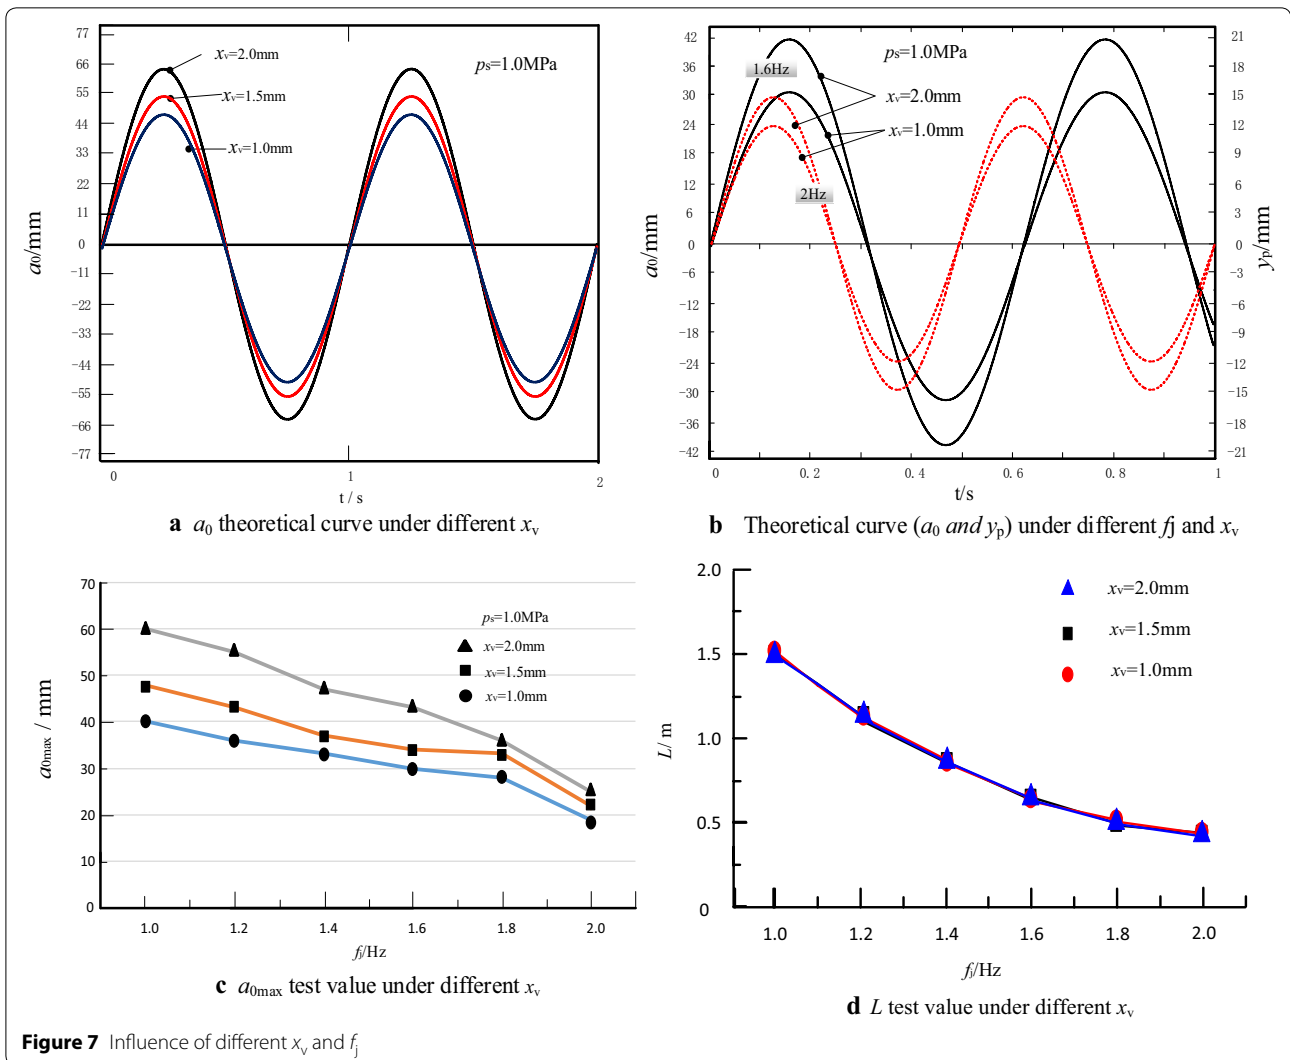 77
66
55
44
33
22
11
0
-11
-22
-33
-44
-55
-66
-77
a0/mm
xv=2.0mm
xv=1.5mm
xv=1.0mm
ps=1.0MPa
0
1
2
t/s
a a0 theoretical curve under different xv
42
36
30
24
18
12
6
0
-6
-12
-18
-24
-30
-36
-42
a0/mm
ps=1.0MPa
1.6Hz
xv=2.0mm
xv=1.0mm
2Hz
21
18
15
12
9
6
3
0
-3
-6
-9
-12
-15
-18
-21
yp/mm
0
0.2
0.4
0.6
0.8
1
t/s
b Theoretical curve (a0 and yp) under different fj and xv
70
60
50
40
30
20
10
0
a0max / mm
ps=1.0MPa
xv=2.0mm
xv=1.5mm
xv=1.0mm
1.0
1.2
1.4
1.6
1.8
2.0
fj/Hz
c a0max test value under different xv
2.0
1.5
1.0
0.5
0
L/ m
xv=2.0mm
xv=1.5mm
xv=1.0mm
1.0
1.2
1.4
1.6
1.8
2.0
fj/Hz
d L test value under different xv
Figure 7 Influence of different xv and fj